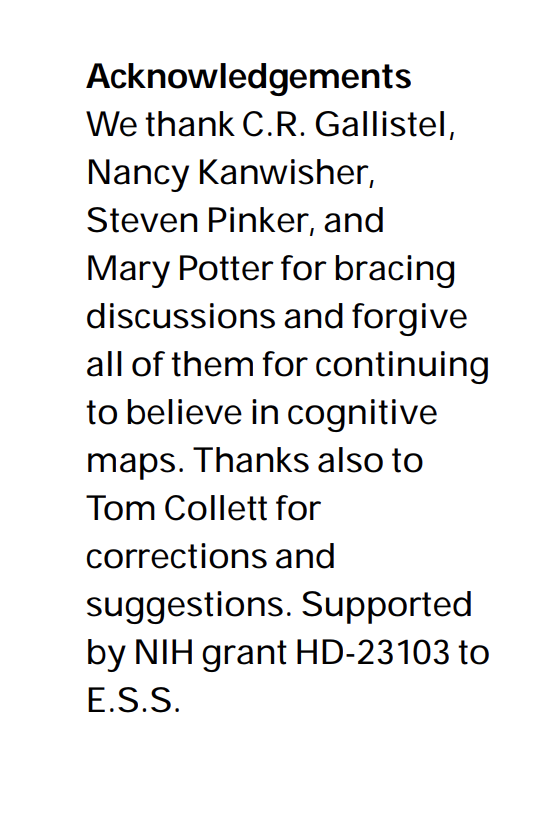 Acknowledgements
We thank C.R. Gallistel,
Nancy Kanwisher,
Steven Pinker, and
Mary Potter for bracing
discussions and forgive
all of them for continuing
to believe in cognitive
maps. Thanks also to
Tom Collett for
corrections and
suggestions. Supported
by NIH grant HD-23103 to
E.S.S.